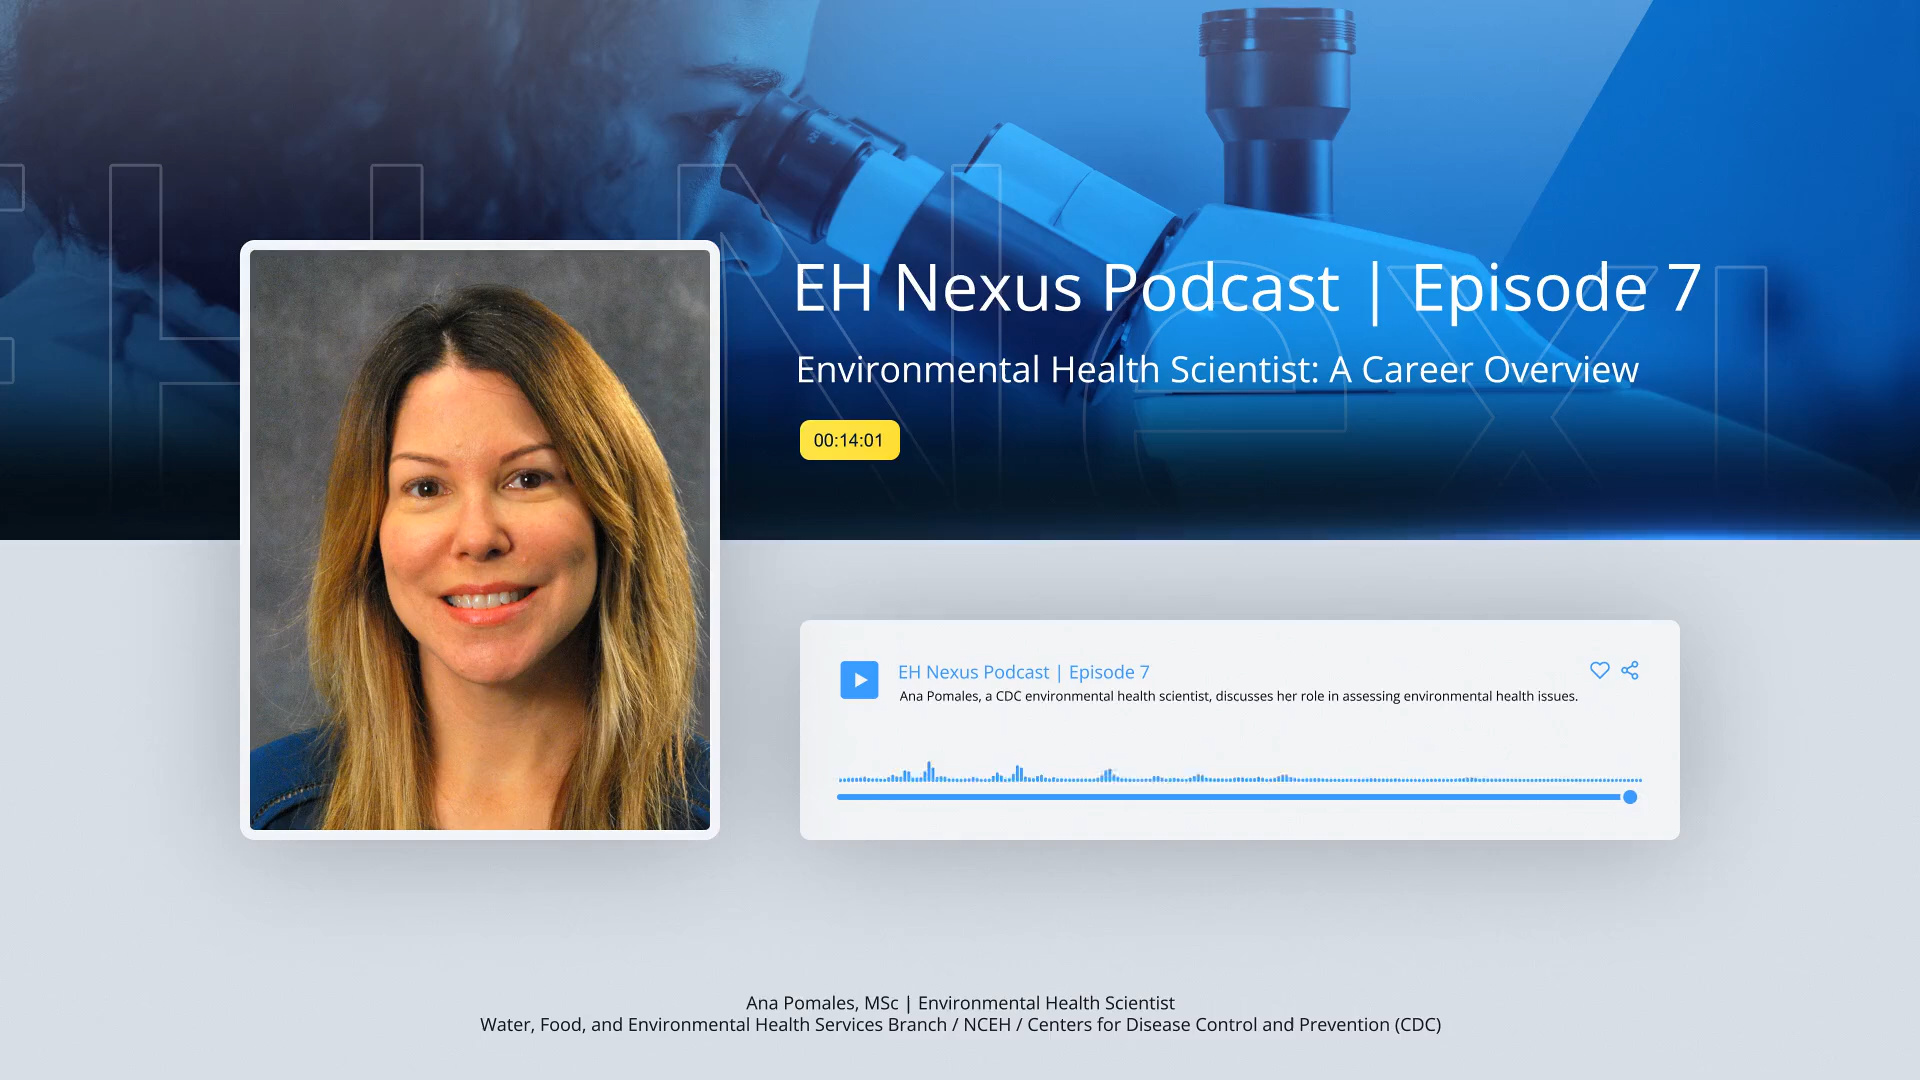 EH Nexus
EH Nexus Podcast | Episode 7
Environmental Health Scientist: A Career Overview
00:14:01
EH Nexus Podcast | Episode 7
Ana Pomales, a CDC environmental health scientist, discusses her role in assessing environmental health issues.
Ana Pomales, MSc | Environmental Health Scientist
Water, Food, and Environmental Health Services Branch / NCEH / Centers for Disease Control and Prevention (CDC)